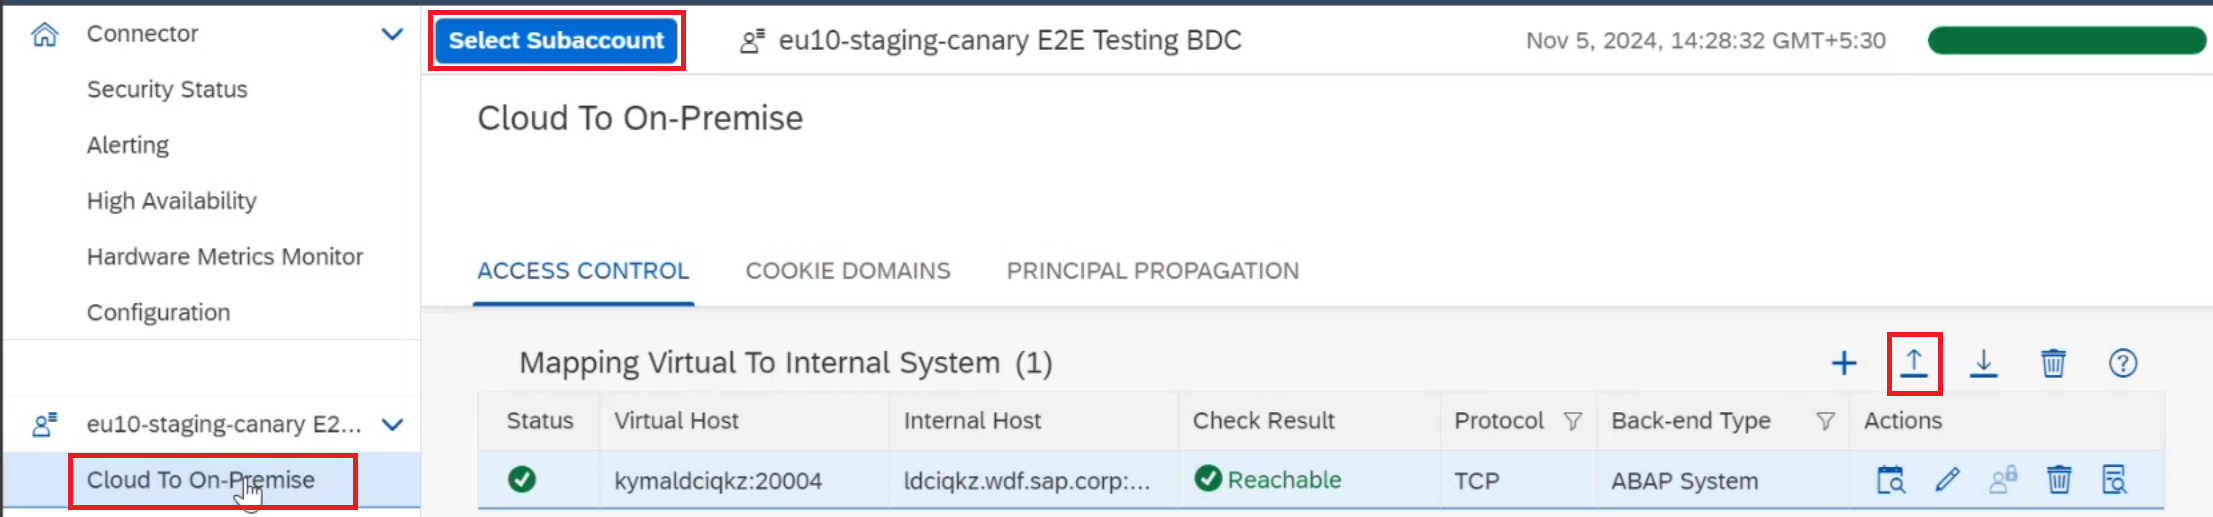 Connector
Security Status
Alerting
High Availability
Hardware Metrics Monitor
Configuration
eu10-staging-canary E2...
Cloud To On-Premise
Select Subaccount
eu10-staging-canary E2E Testing BDC
Nov 5, 2024, 14:28:32 GMT+5:30
Cloud To On-Premise
ACCESS CONTROL COOKIE DOMAINS PRINCIPAL PROPAGATION
Mapping Virtual To Internal System (1)
Status Virtual Host Internal Host Check Result Protocol Back-end Type Actions
kymaldciqkz:20004 ldciqkz.wdf.sap.corp:... Reachable TCP ABAP System